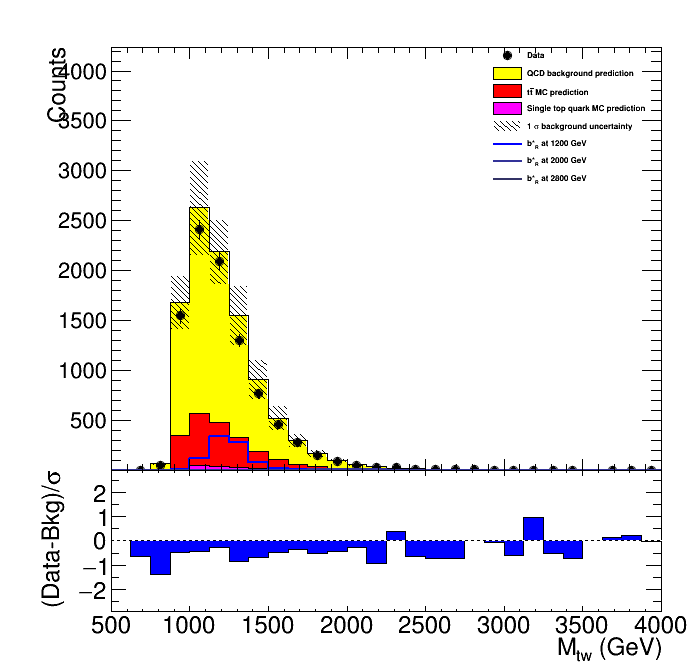 Counts
4000
3500
3000
2500
2000
1500
1000
500
Data
QCD background prediction
tt̄ MC prediction
Single top quark MC prediction
1 σ background uncertainty
b*R at 1200 GeV
b*R at 2000 GeV
b*R at 2800 GeV
(Data-Bkg)/σ
2
1
0
−1
−2
500 1000 1500 2000 2500 3000 3500 4000
Mtw (GeV)